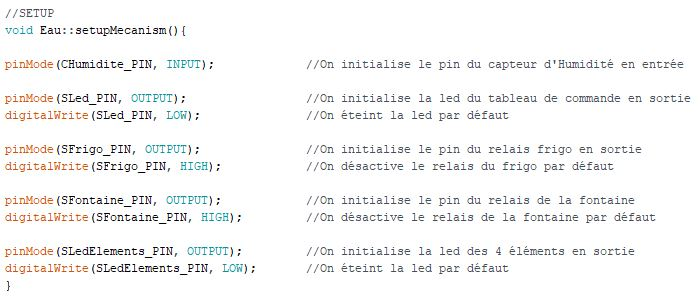 //SETUP
void Eau::setupMecanism(){
pinMode(CHumidite_PIN, INPUT); //On initialise le pin du capteur d'Humidité en entrée
pinMode(SLed_PIN, OUTPUT); //On initialise la led du tableau de commande en sortie
digitalWrite(SLed_PIN, LOW); //On éteint la led par défaut
pinMode(SFrigo_PIN, OUTPUT); //On initialise le pin du relais frigo en sortie
digitalWrite(SFrigo_PIN, HIGH); //On désactive le relais du frigo par défaut
pinMode(SFontaine_PIN, OUTPUT); //On initialise le pin du relais de la fontaine
digitalWrite(SFontaine_PIN, HIGH); //On désactive le relais de la fontaine par défaut
pinMode(SLedElements_PIN, OUTPUT); //On initialise la led des 4 éléments en sortie
digitalWrite(SLedElements_PIN, LOW); //On éteint la led par défaut
}